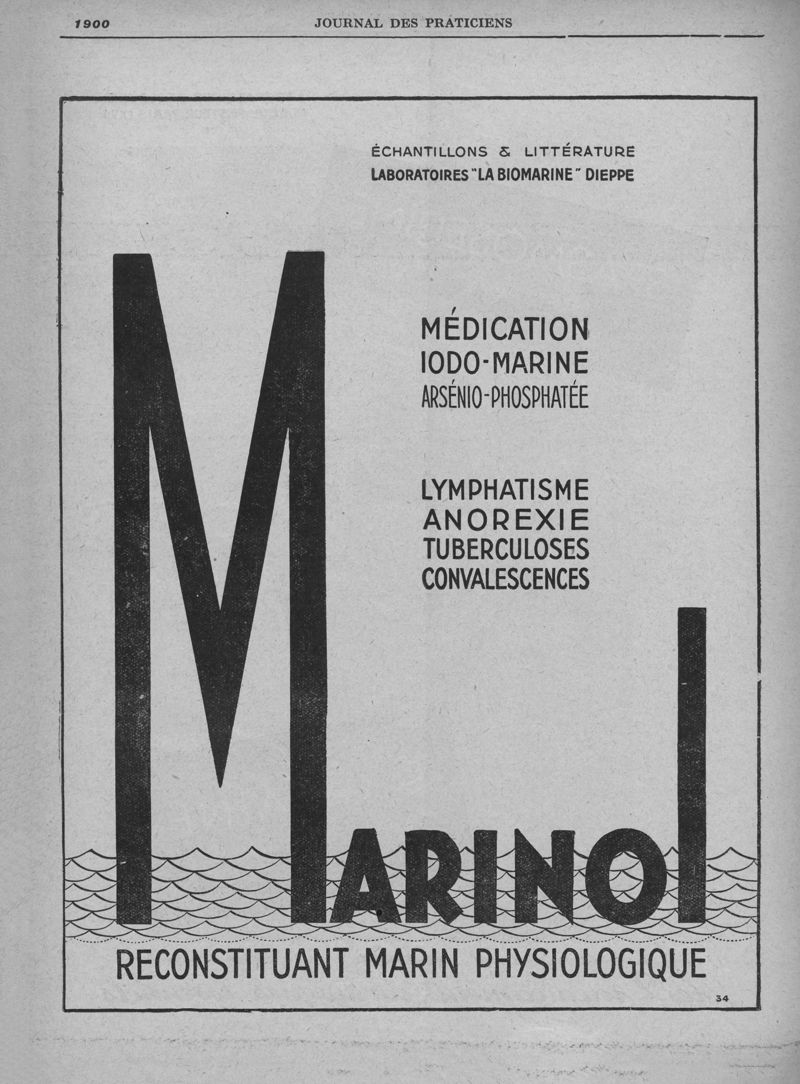 1900
JOURNAL DES PRATICIENS
ÉCHANTILLONS & LITTÉRATURE
LABORATOIRES "LA BIOMARINE" DIEPPE
MÉDICATION
IODO-MARINE
ARSÉNIO-PHOSPHATÉE
LYMPHATISME
ANOREXIE
TUBERCULOSES
CONVALESCENCES
MARINOl
RECONSTITUANT MARIN PHYSIOLOGIQUE
34